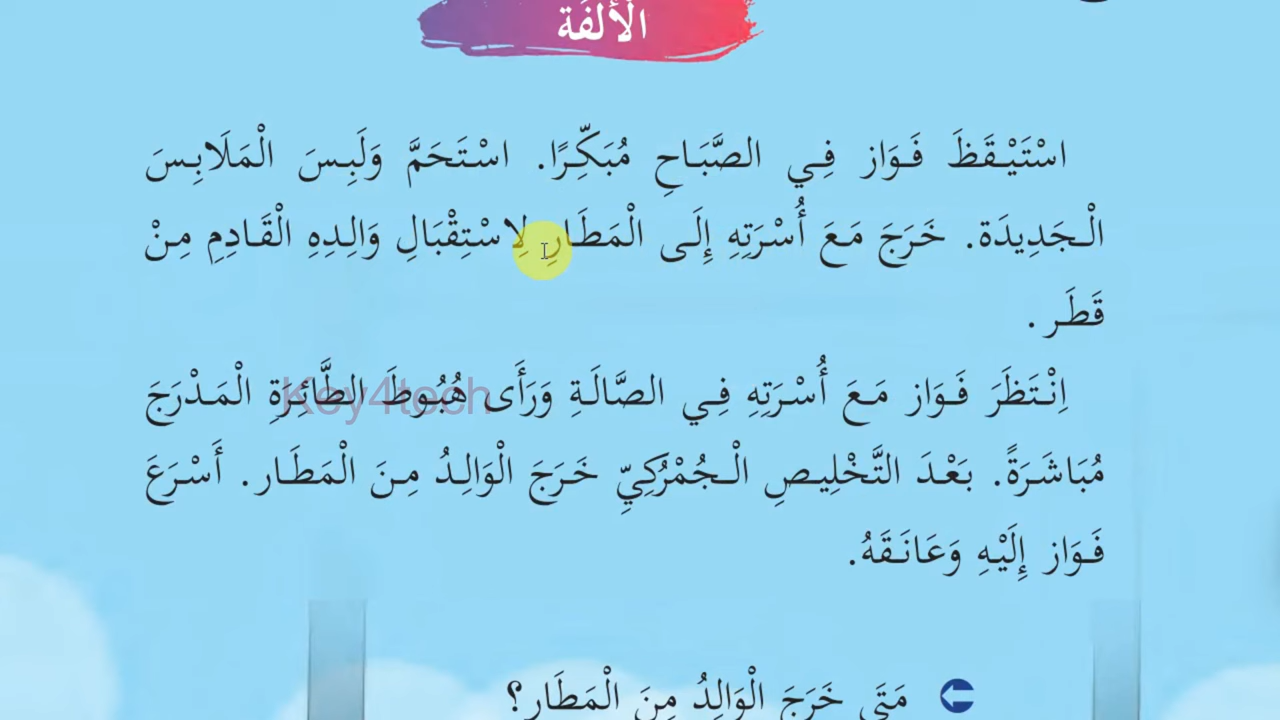 الْأُلْفَة
اسْتَيْقَظَ فَوَاز فِي الصَّبَاحِ مُبَكِّرًا. اسْتَحَمَّ وَلَبِسَ الْمَلَابِسَ
الْجَدِيدَة. خَرَجَ مَعَ أُسْرَتِهِ إِلَى الْمَطَارِ لِاسْتِقْبَالِ وَالِدِهِ الْقَادِمِ مِنْ
قَطَر.
اِنْتَظَرَ فَوَاز مَعَ أُسْرَتِهِ فِي الصَّالَةِ وَرَأَى هُبُوطَ الطَّائِرَةِ الْمَدْرَجَ
Key4tech
مُبَاشَرَةً. بَعْدَ التَّخْلِيصِ الْجُمْرُكِيِّ خَرَجَ الْوَالِدُ مِنَ الْمَطَار. أَسْرَعَ
فَوَاز إِلَيْهِ وَعَانَقَهُ.
مَتَى خَرَجَ الْوَالِدُ مِنَ الْمَطَارِ؟